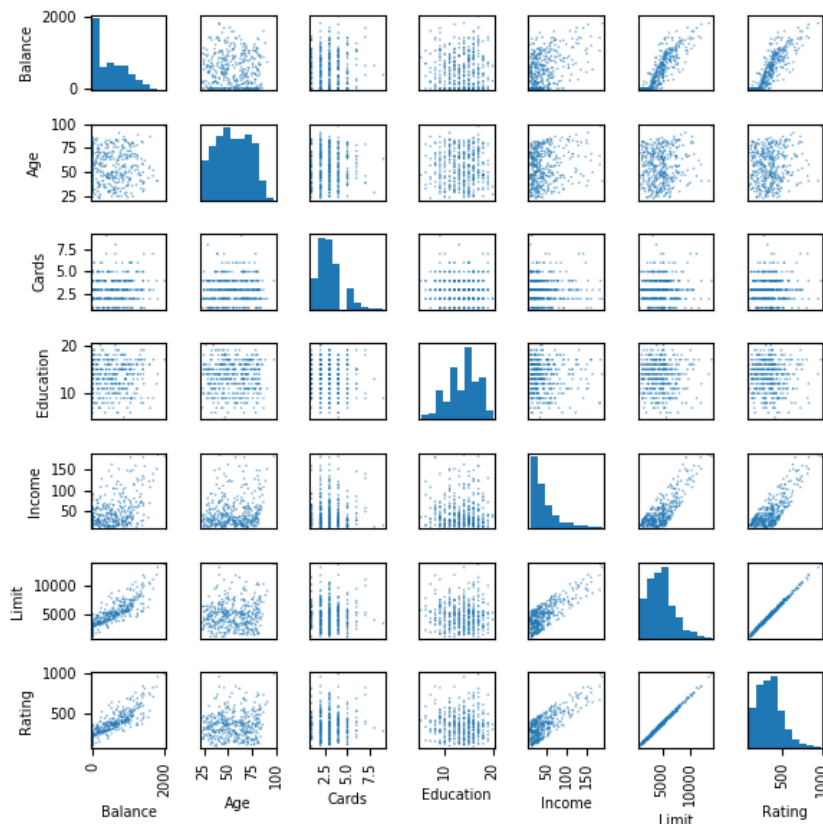 2000
0
Balance
100
75
50
25
Age
7.5
5.0
2.5
Cards
20
10
Education
150
100
50
Income
10000
5000
Limit
1000
500
Rating
0 2000 25 50 75 100 2.5 5.0 7.5 10 20 50 100 150 5000 10000 500 1000
Balance Age Cards Education Income Limit Rating